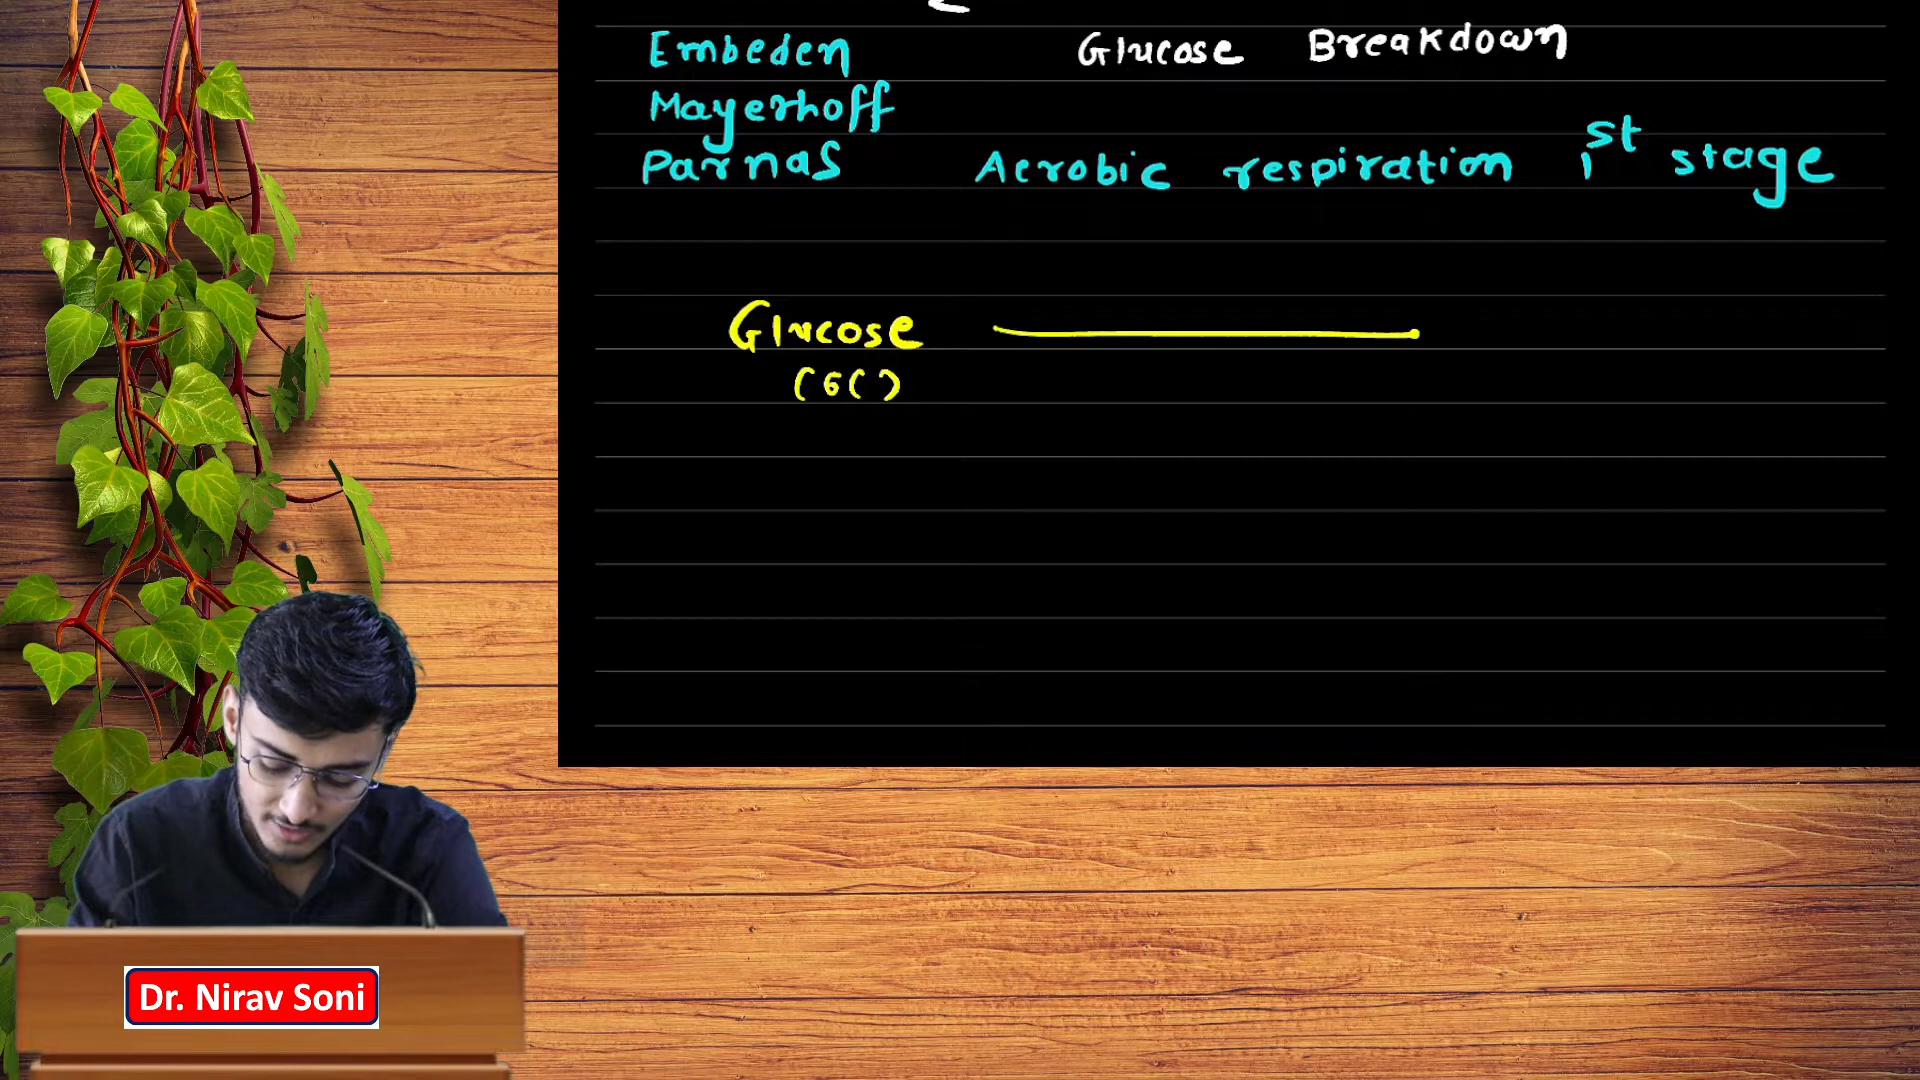 Embeden
Glucose Breakdown
Mayerhoff
Parnas
Aerobic respiration 1st stage
Glucose
(6C)
Dr. Nirav Soni